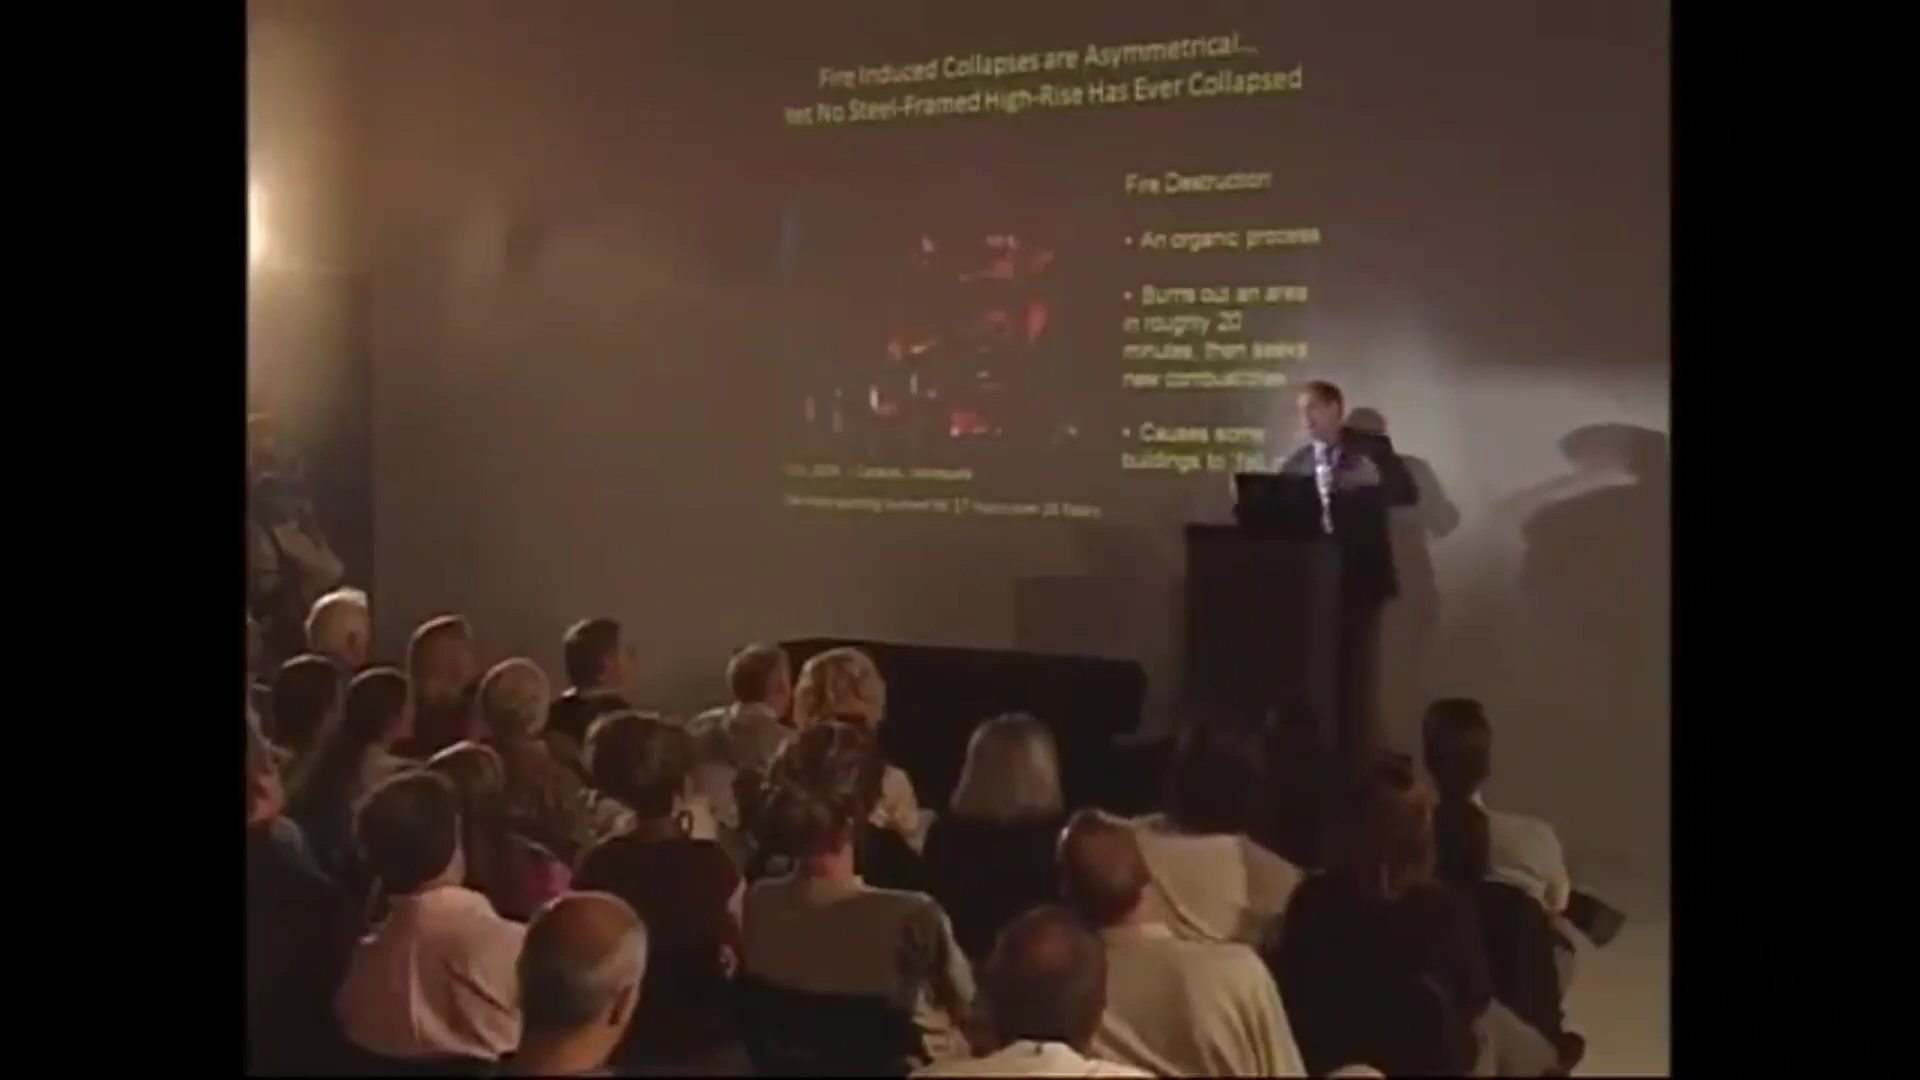 Fire Induced Collapses are Asymmetrical...
Yet No Steel-Framed High-Rise Has Ever Collapsed
Fire Destruction
• An organic process
• Burns out an area
in roughly 20
minutes, then seeks
new combustibles
• Causes some
buildings to